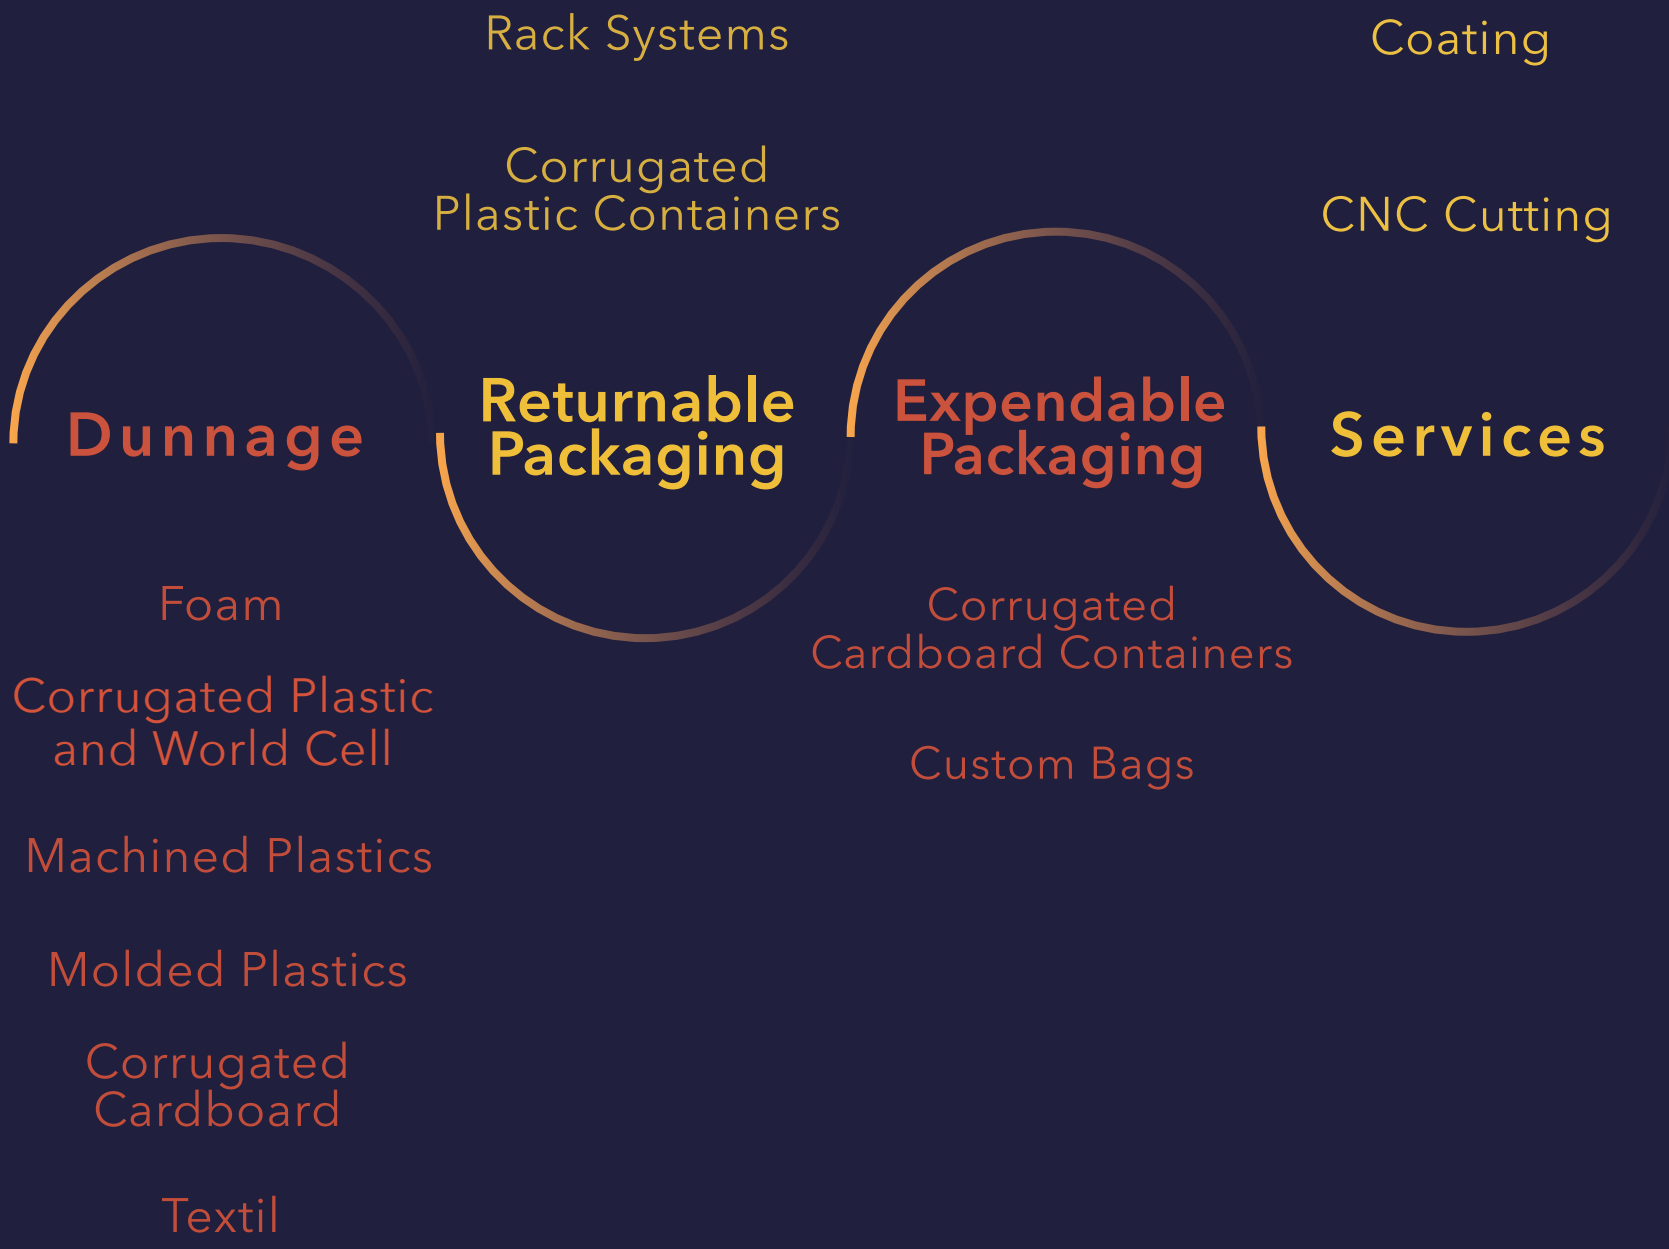 Dunnage
Foam
Corrugated Plastic
and World Cell
Machined Plastics
Molded Plastics
Corrugated
Cardboard
Textil
Rack Systems
Corrugated
Plastic Containers
Returnable
Packaging
Expendable
Packaging
Corrugated
Cardboard Containers
Custom Bags
Coating
CNC Cutting
Services